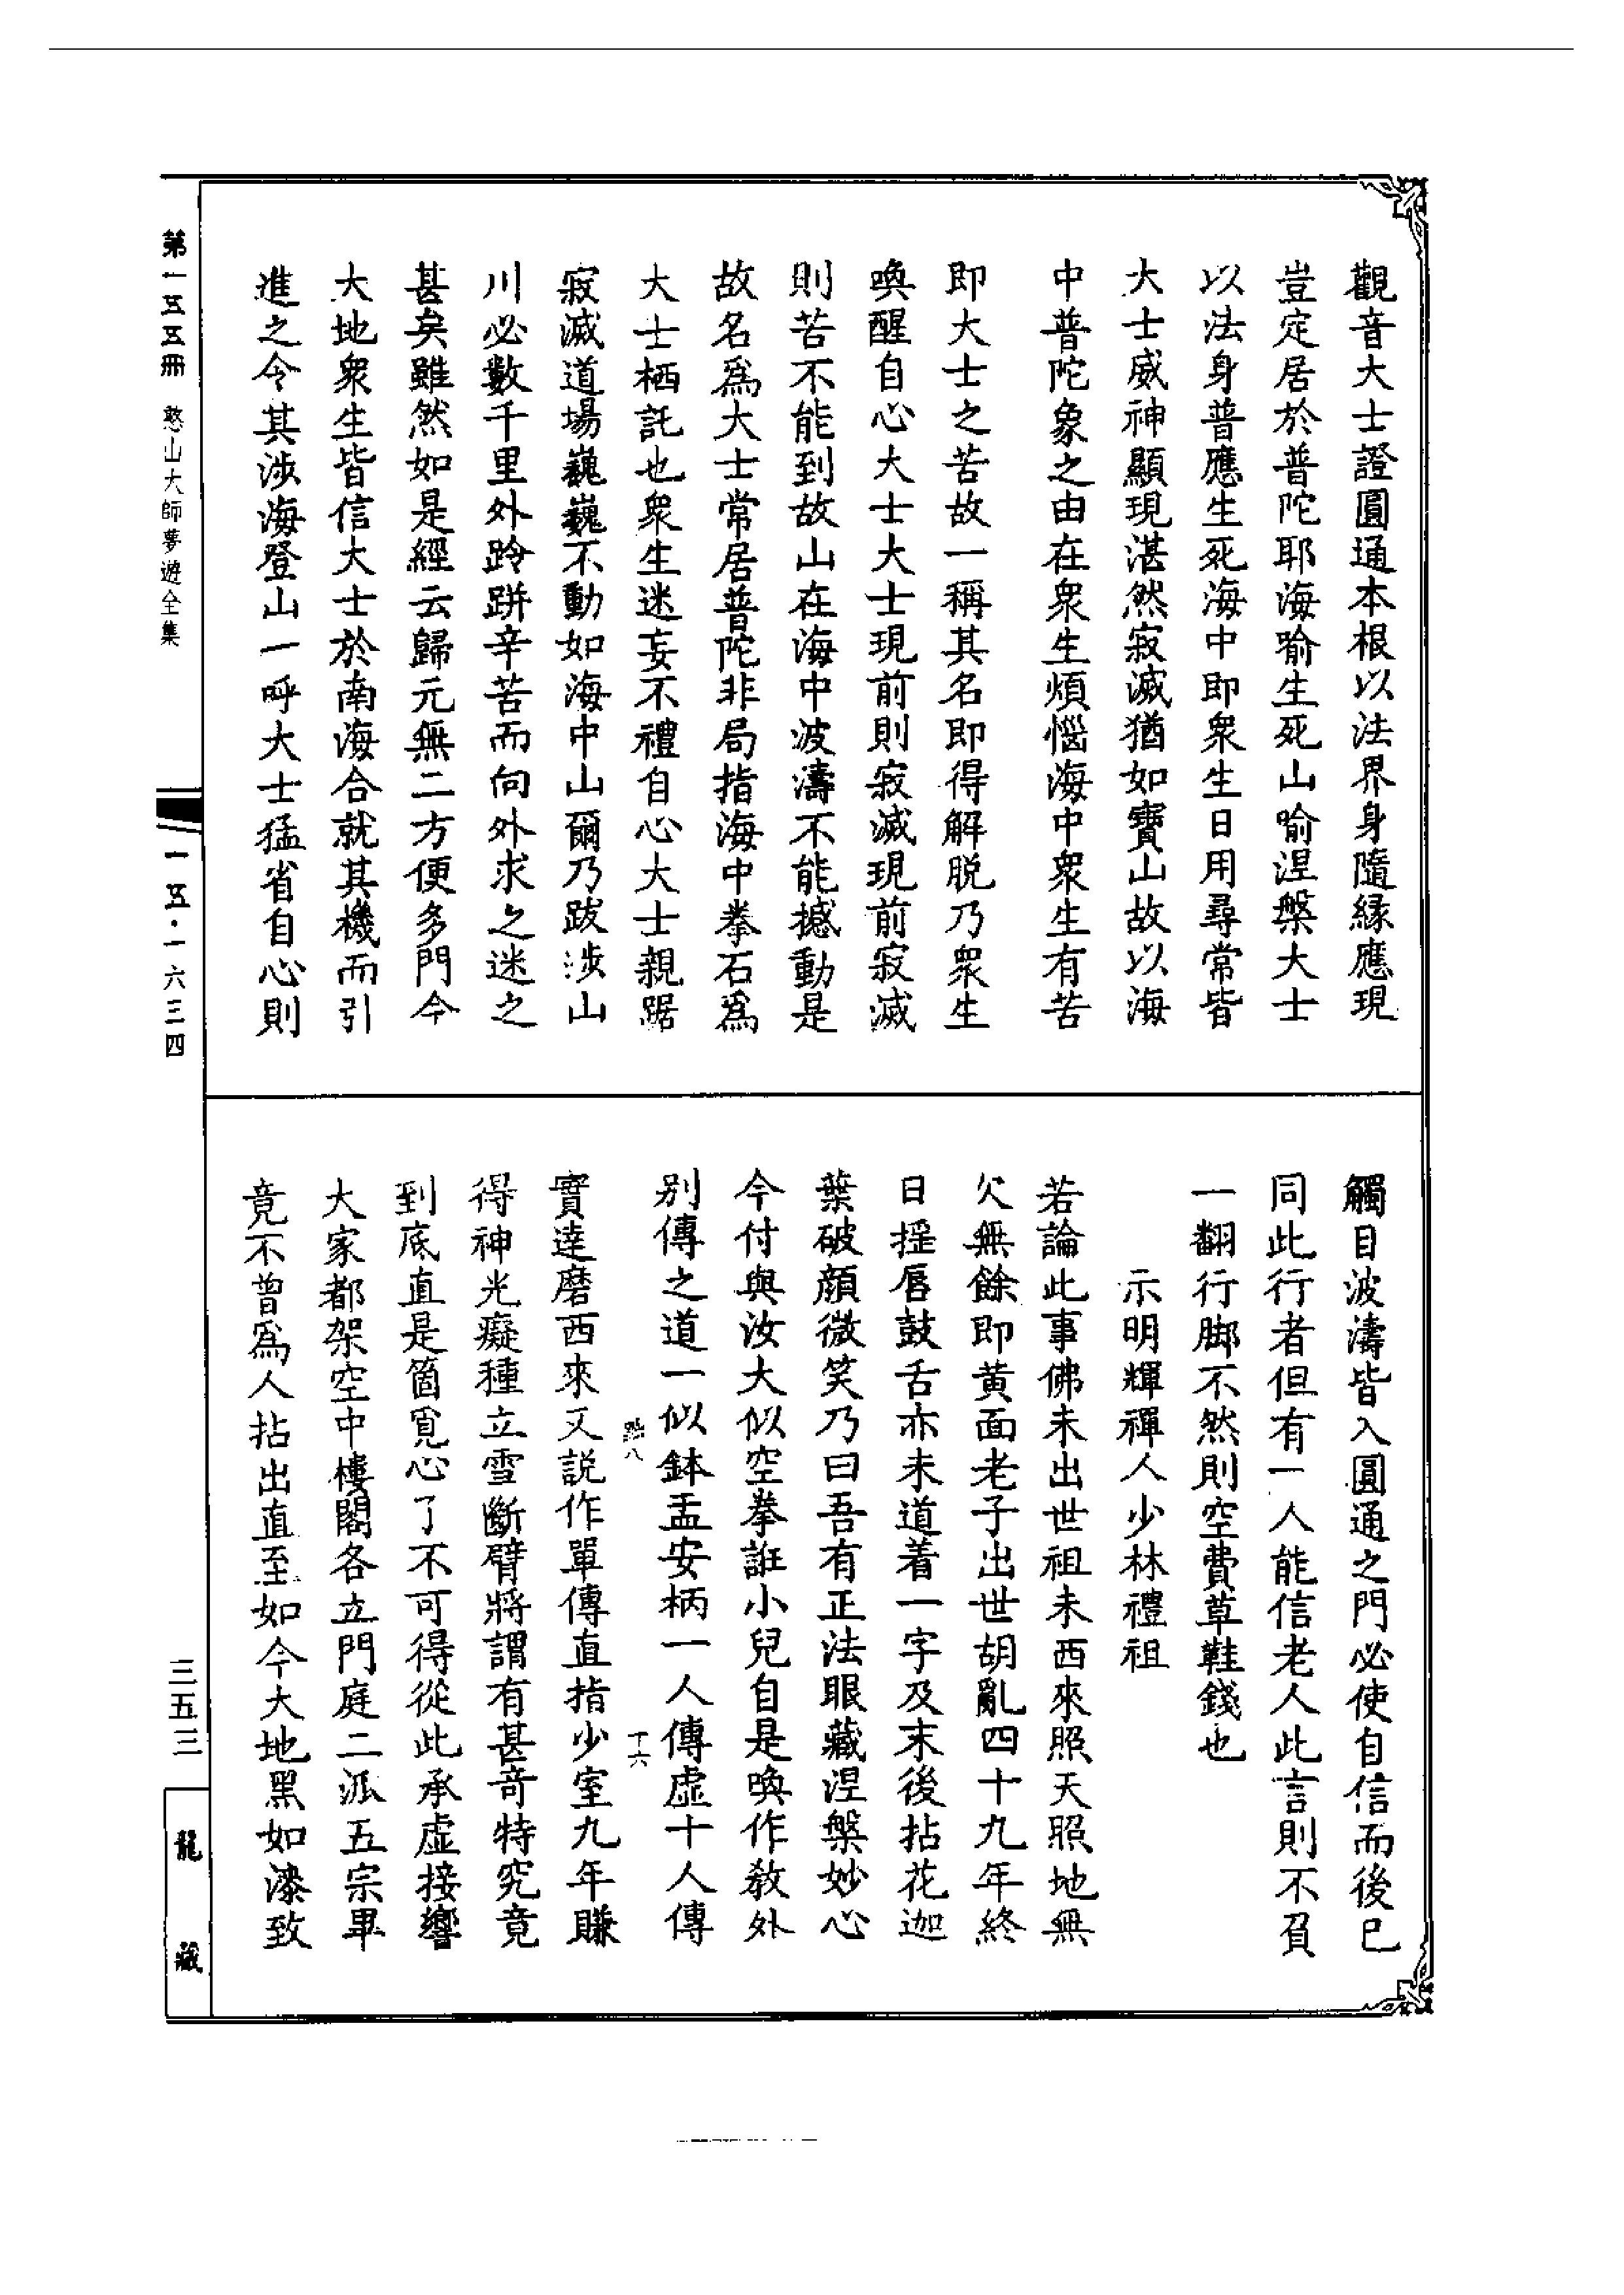 觀音大士證圓通本根以法界身隨緣應現
豈定居於普陀耶海喻生死山喻涅槃大士
以法身普應生死海中即衆生日用尋常皆
大士威神顯現湛然寂滅猶如寶山故以海
中普陀象之由在衆生煩惱海中衆生有苦
即大士之苦故一稱其名即得解脱乃衆生
喚醒自心大士大士現前則寂滅現前寂滅
則苦不能到故山在海中波濤不能撼動是
故名爲大士常居普陀非局指海中拳石爲
大士栖託也衆生迷妄不禮自心大士親踞
寂滅道場巍巍不動如海中山爾乃跋涉山
川必數千里外跉跰辛苦而向外求之迷之
甚矣雖然如是經云歸元無二方便多門今
大地衆生皆信大士於南海合就其機而引
進之令其涉海登山一呼大士猛省自心則
觸目波濤皆入圓通之門必使自信而後已
同此行者但有一人能信老人此言則不負
一翻行脚不然則空費草鞋錢也
示明輝禪人少林禮祖
若論此事佛未出世祖未西來照天照地無
欠無餘即黄面老子出世胡亂四十九年終
日摇唇鼓舌亦未道着一字及末後拈花迦
葉破顔微笑乃曰吾有正法眼藏涅槃妙心
今付與汝大似空拳誑小兒自是喚作教外
别傳之道一似鉢盂安柄一人傳虚十人傳
八 十六
實達磨西來又説作單傳直指少室九年賺
得神光癡種立雪斷臂將謂有甚奇特究竟
到底直是箇覓心了不可得從此承虚接響
大家都架空中樓閣各立門庭二派五宗畢
竟不曾爲人拈出直至如今大地黑如漆致
第一五五冊 憨山大師夢遊全集
一五·一六三四
三五三
龍藏